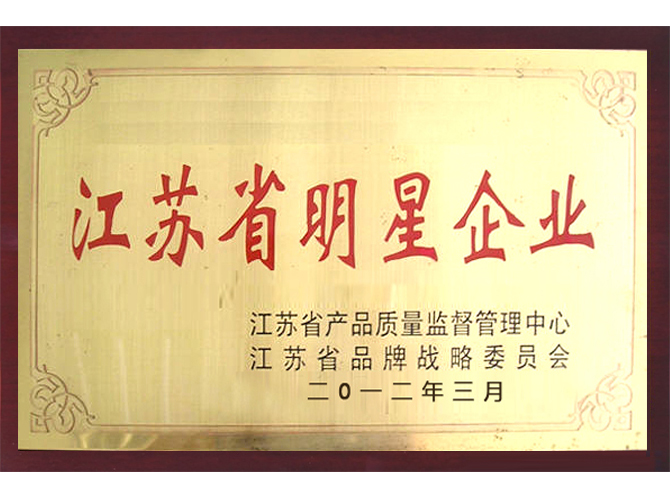 江苏省明星企业
江苏省产品质量监督管理中心
江苏省品牌战略委员会
二0一二年三月